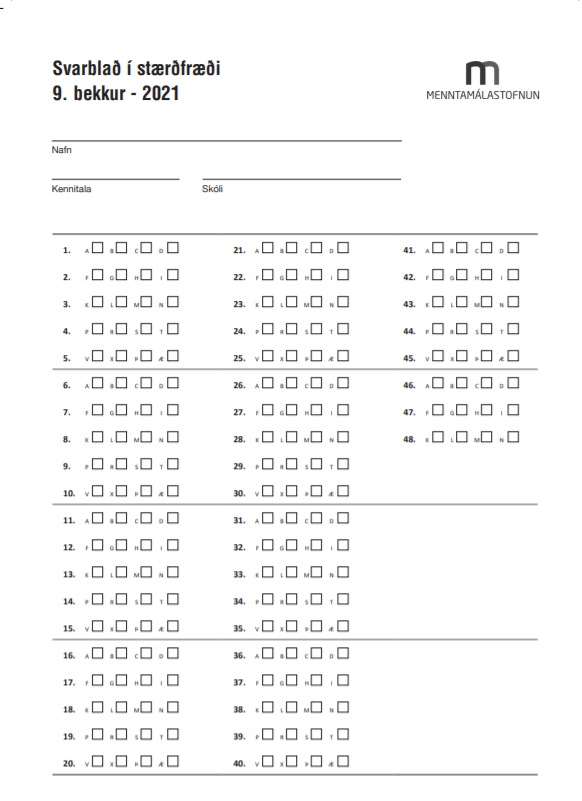 Svarblað í stærðfræði
9. bekkur - 2021
MENNTAMÁLASTOFNUN
Nafn
Kennitala Skóli
1. A B C D 21. A B C D 41. A B C D
2. F G H I 22. F G H I 42. F G H I
3. K L M N 23. K L M N 43. K L M N
4. P R S T 24. P R S T 44. P R S T
5. V X Þ Æ 25. V X Þ Æ 45. V X Þ Æ
6. A B C D 26. A B C D 46. A B C D
7. F G H I 27. F G H I 47. F G H I
8. K L M N 28. K L M N 48. K L M N
9. P R S T 29. P R S T
10. V X Þ Æ 30. V X Þ Æ
11. A B C D 31. A B C D
12. F G H I 32. F G H I
13. K L M N 33. K L M N
14. P R S T 34. P R S T
15. V X Þ Æ 35. V X Þ Æ
16. A B C D 36. A B C D
17. F G H I 37. F G H I
18. K L M N 38. K L M N
19. P R S T 39. P R S T
20. V X Þ Æ 40. V X Þ Æ